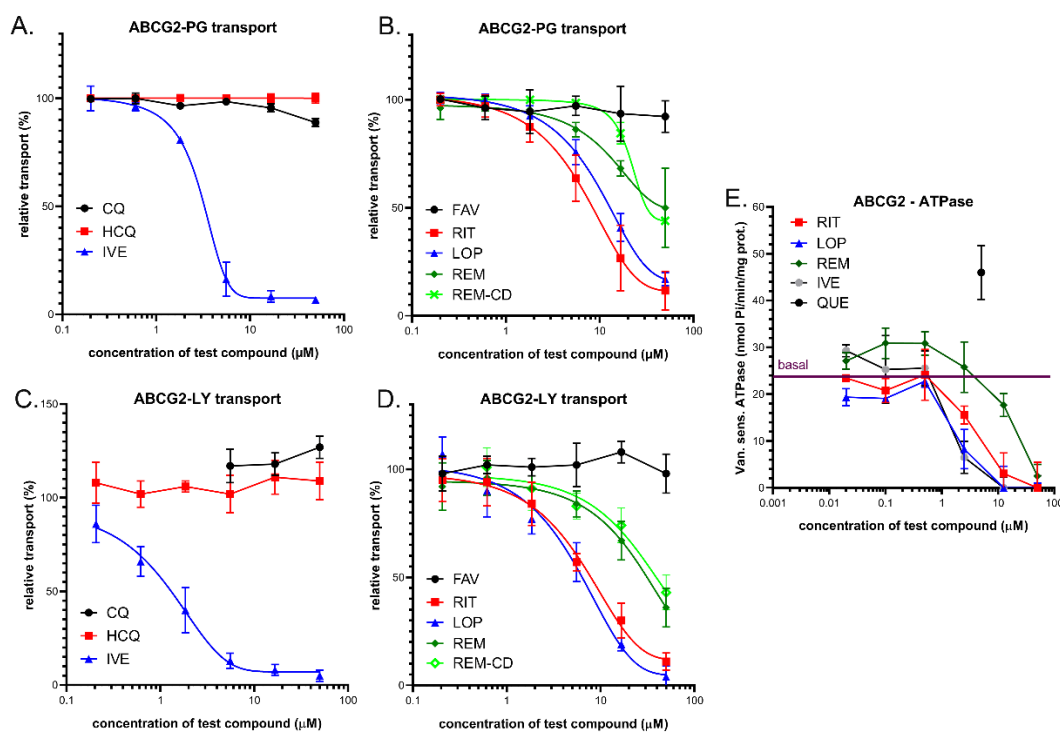 A.
ABCG2-PG transport
relative transport (%)
150
100
50
0
CQ
HCQ
IVE
0.1
1
10
100
concentration of test compound (μM)
B.
ABCG2-PG transport
relative transport (%)
150
100
50
0
FAV
RIT
LOP
REM
REM-CD
0.1
1
10
100
concentration of test compound (μM)
C.
ABCG2-LY transport
relative transport (%)
150
100
50
0
CQ
HCQ
IVE
0.1
1
10
100
concentration of test compound (μM)
D.
ABCG2-LY transport
relative transport (%)
150
100
50
0
FAV
RIT
LOP
REM
REM-CD
0.1
1
10
100
concentration of test compound (μM)
E.
ABCG2 - ATPase
Van. sens. ATPase (nmol Pi/min/mg prot.)
60
50
40
30
20
10
0
RIT
LOP
REM
IVE
QUE
basal
0.001
0.01
0.1
1
10
100
concentration of test compound (μM)